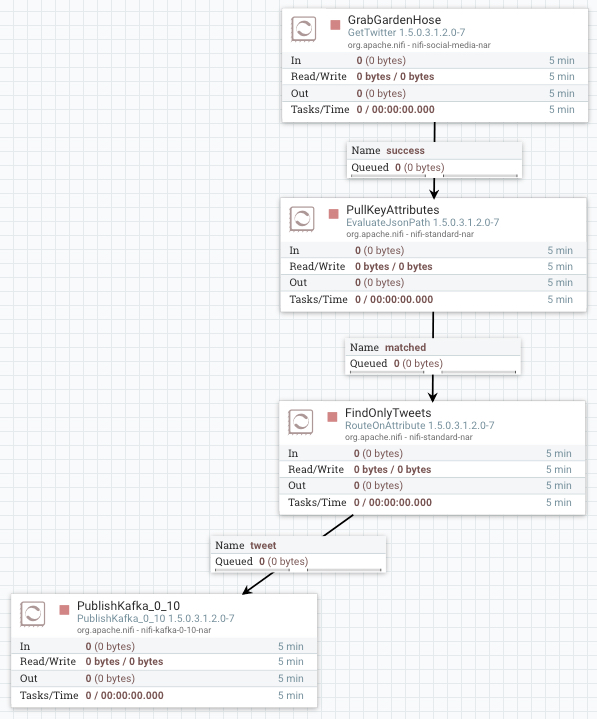 GrabGardenHose
GetTwitter 1.5.0.3.1.2.0-7
org.apache.nifi - nifi-social-media-nar
In 0 (0 bytes) 5 min
Read/Write 0 bytes / 0 bytes 5 min
Out 0 (0 bytes) 5 min
Tasks/Time 0 / 00:00:00.000 5 min
Name success
Queued 0 (0 bytes)
PullKeyAttributes
EvaluateJsonPath 1.5.0.3.1.2.0-7
org.apache.nifi - nifi-standard-nar
In 0 (0 bytes) 5 min
Read/Write 0 bytes / 0 bytes 5 min
Out 0 (0 bytes) 5 min
Tasks/Time 0 / 00:00:00.000 5 min
Name matched
Queued 0 (0 bytes)
FindOnlyTweets
RouteOnAttribute 1.5.0.3.1.2.0-7
org.apache.nifi - nifi-standard-nar
In 0 (0 bytes) 5 min
Read/Write 0 bytes / 0 bytes 5 min
Out 0 (0 bytes) 5 min
Tasks/Time 0 / 00:00:00.000 5 min
Name tweet
Queued 0 (0 bytes)
PublishKafka_0_10
PublishKafka_0_10 1.5.0.3.1.2.0-7
org.apache.nifi - nifi-kafka-0-10-nar
In 0 (0 bytes) 5 min
Read/Write 0 bytes / 0 bytes 5 min
Out 0 (0 bytes) 5 min
Tasks/Time 0 / 00:00:00.000 5 min